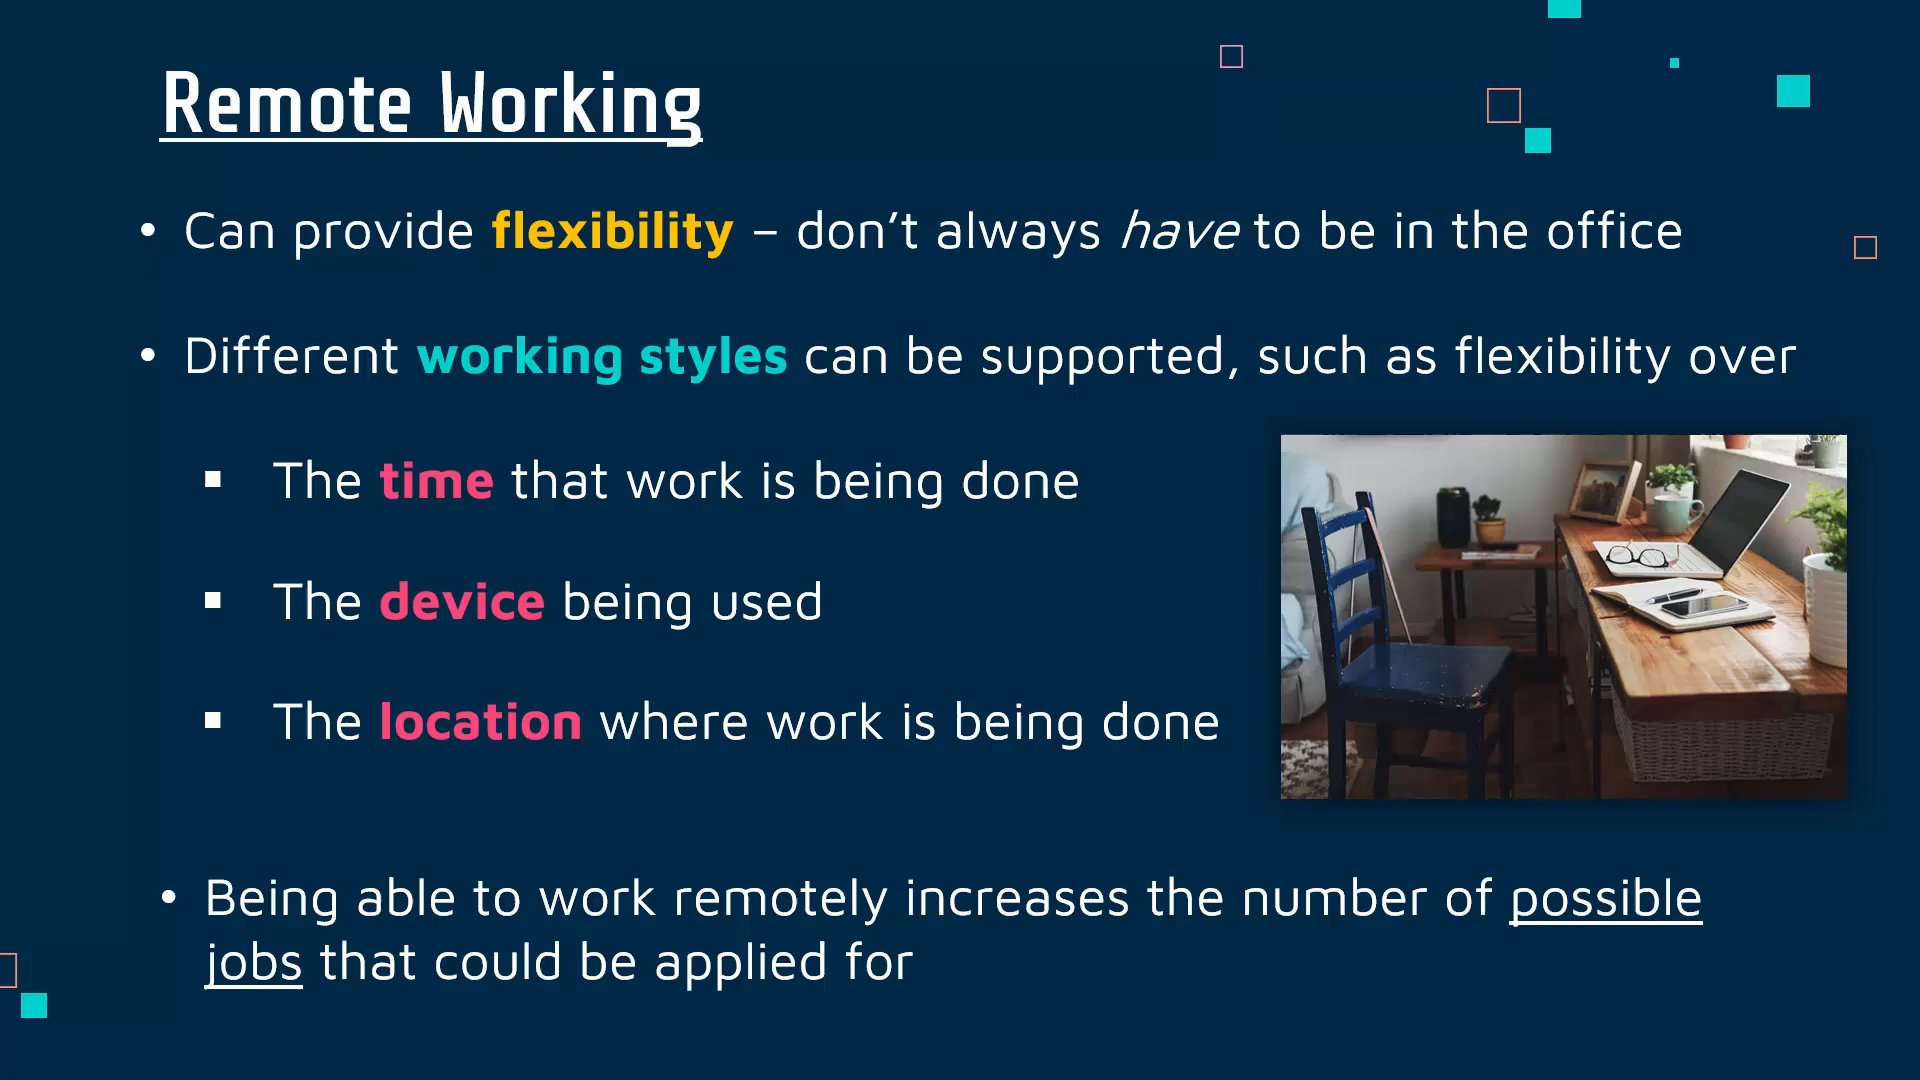 Remote Working
• Can provide flexibility – don’t always have to be in the office
• Different working styles can be supported, such as flexibility over
▪ The time that work is being done
▪ The device being used
▪ The location where work is being done
• Being able to work remotely increases the number of possible
jobs that could be applied for